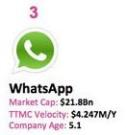 3
WhatsApp
Market Cap: $21.8Bn
TTMC Velocity: $4.247M/Y
Company Age: 5.1